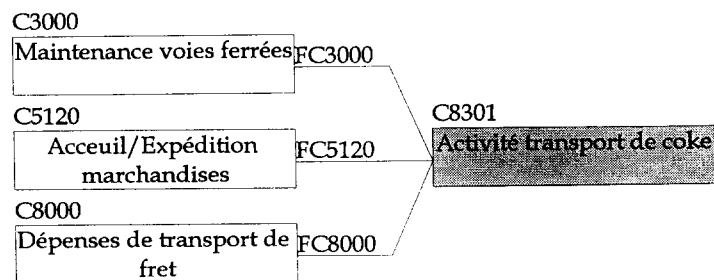 C3000
Maintenance voies ferrées FC3000
C5120
Acceuil/Expédition
marchandises
FC5120
C8301
Activité transport de coke
C8000
Dépenses de transport de
fret
FC8000